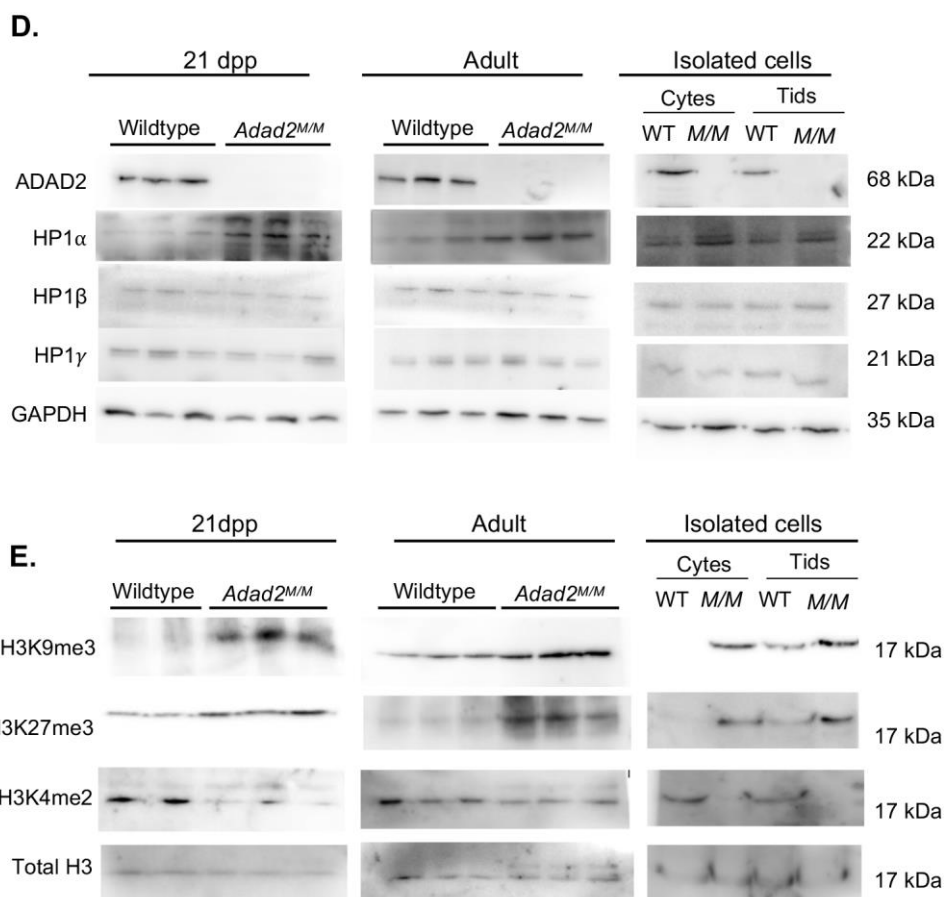 D.
21 dpp Adult Isolated cells
Cytes Tids
Wildtype Adad2M/M Wildtype Adad2M/M WT M/M WT M/M
ADAD2 68 kDa
HP1α 22 kDa
HP1β 27 kDa
HP1γ 21 kDa
GAPDH 35 kDa
21dpp Adult Isolated cells
E.
Cytes Tids
Wildtype Adad2M/M Wildtype Adad2M/M WT M/M WT M/M
H3K9me3 17 kDa
H3K27me3 17 kDa
H3K4me2 17 kDa
Total H3 17 kDa